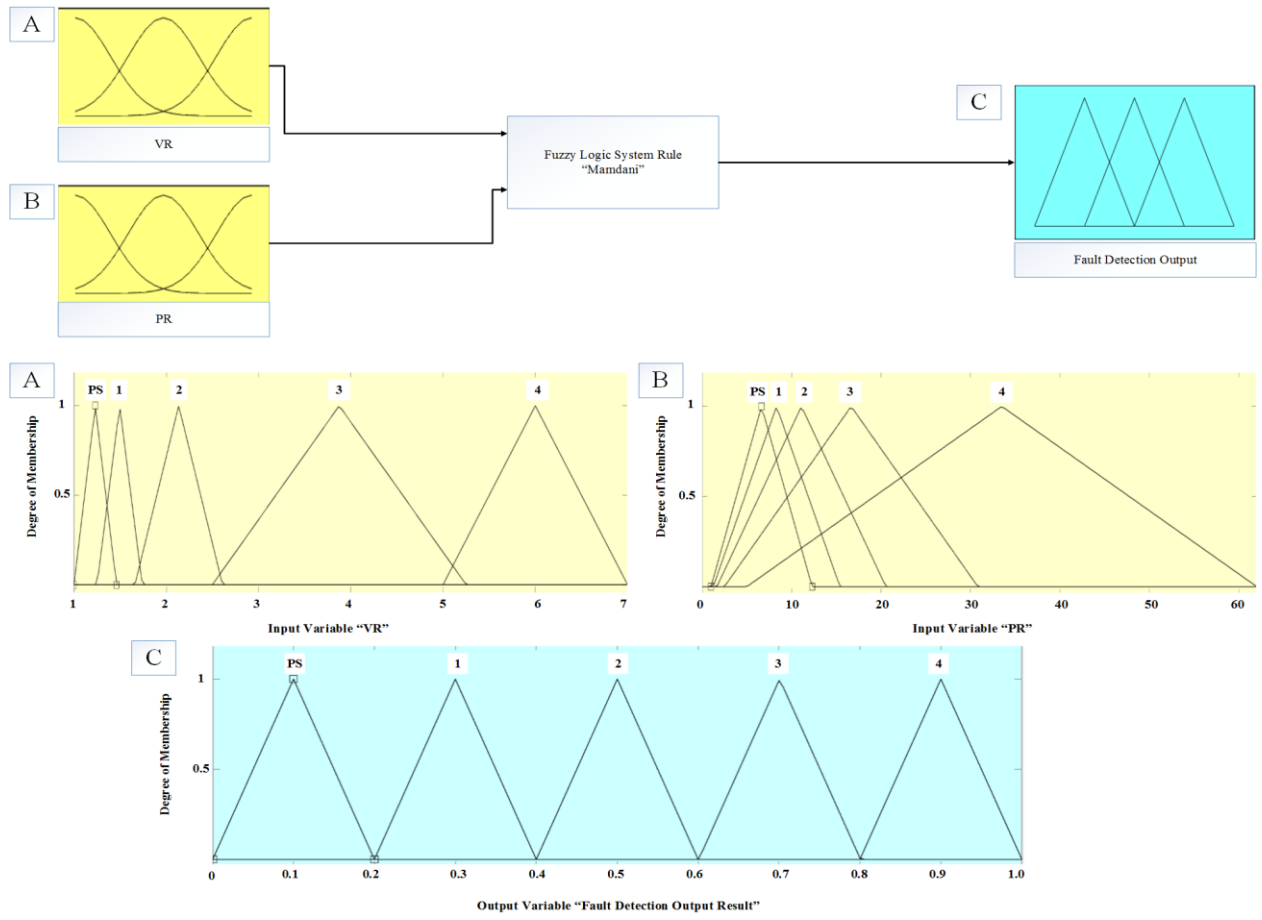 A
VR
B
PR
Fuzzy Logic System Rule
“Mamdani”
C
Fault Detection Output
A
PS 1 2 3 4
1
0.5
Degree of Membership
1 2 3 4 5 6 7
Input Variable “VR”
B
PS 1 2 3 4
1
0.5
Degree of Membership
0 10 20 30 40 50 60
Input Variable “PR”
C
PS 1 2 3 4
1
0.5
Degree of Membership
0 0.1 0.2 0.3 0.4 0.5 0.6 0.7 0.8 0.9 1.0
Output Variable “Fault Detection Output Result”